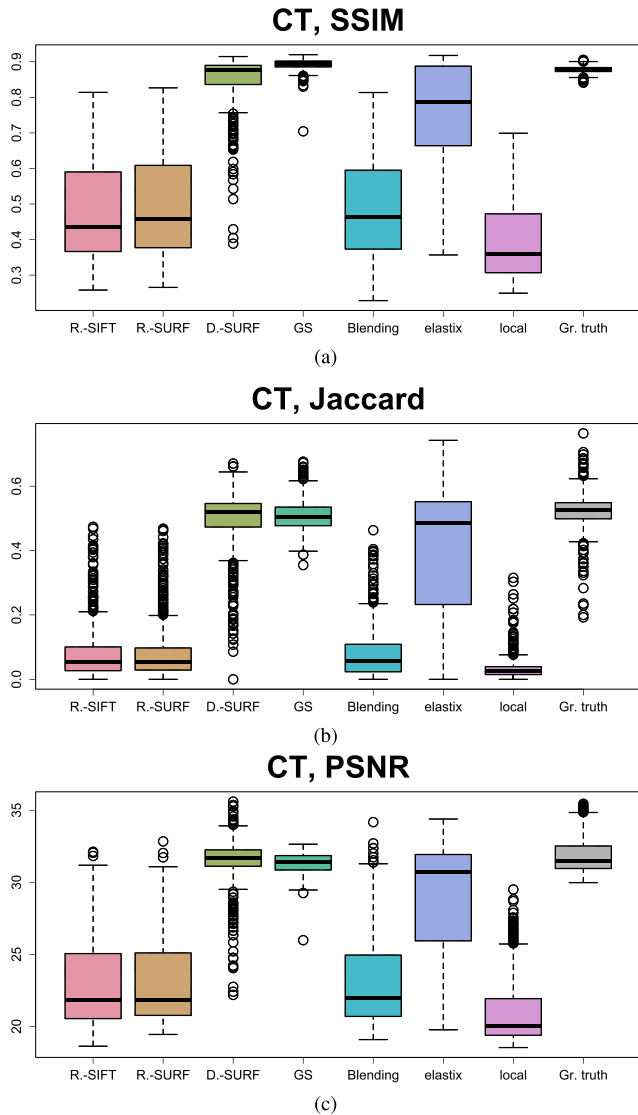 CT, SSIM
0.9
0.8
0.7
0.6
0.5
0.4
0.3
R.-SIFT R.-SURF D.-SURF GS Blending elastix local Gr. truth
(a)
CT, Jaccard
0.6
0.4
0.2
0.0
R.-SIFT R.-SURF D.-SURF GS Blending elastix local Gr. truth
(b)
CT, PSNR
35
30
25
20
R.-SIFT R.-SURF D.-SURF GS Blending elastix local Gr. truth
(c)